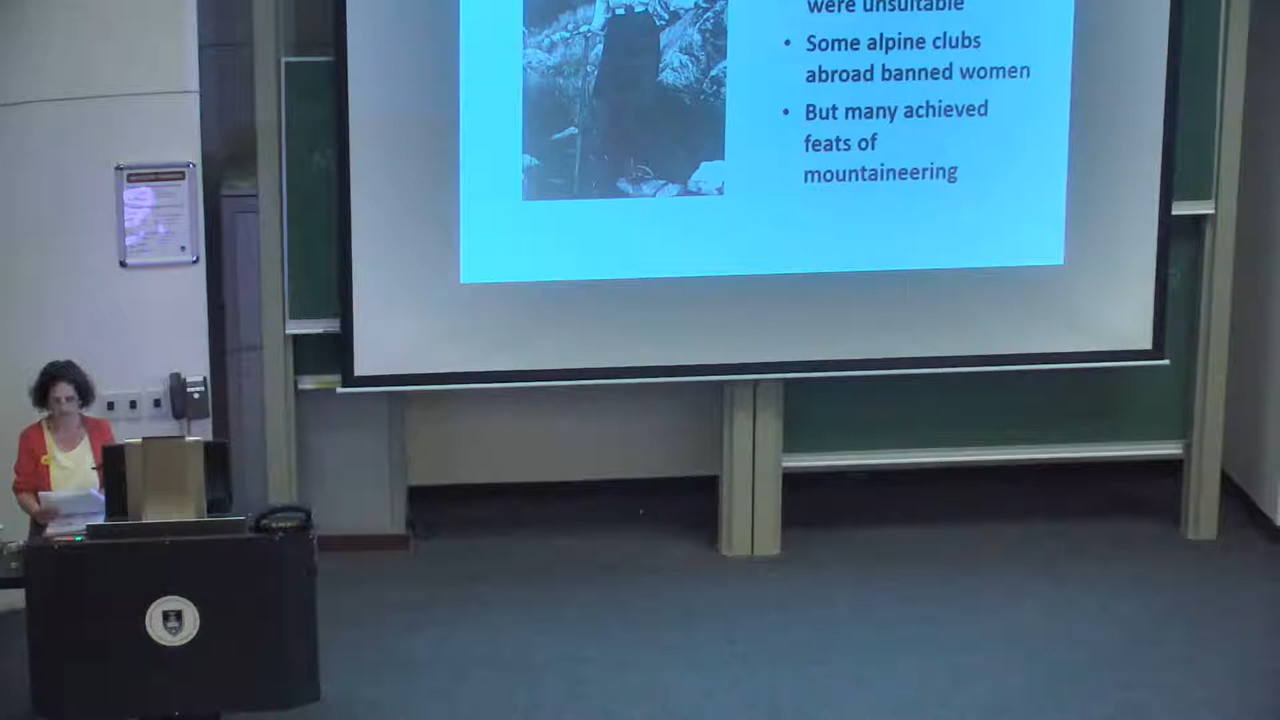 were unsuitable
• Some alpine clubs
abroad banned women
• But many achieved
feats of
mountaineering